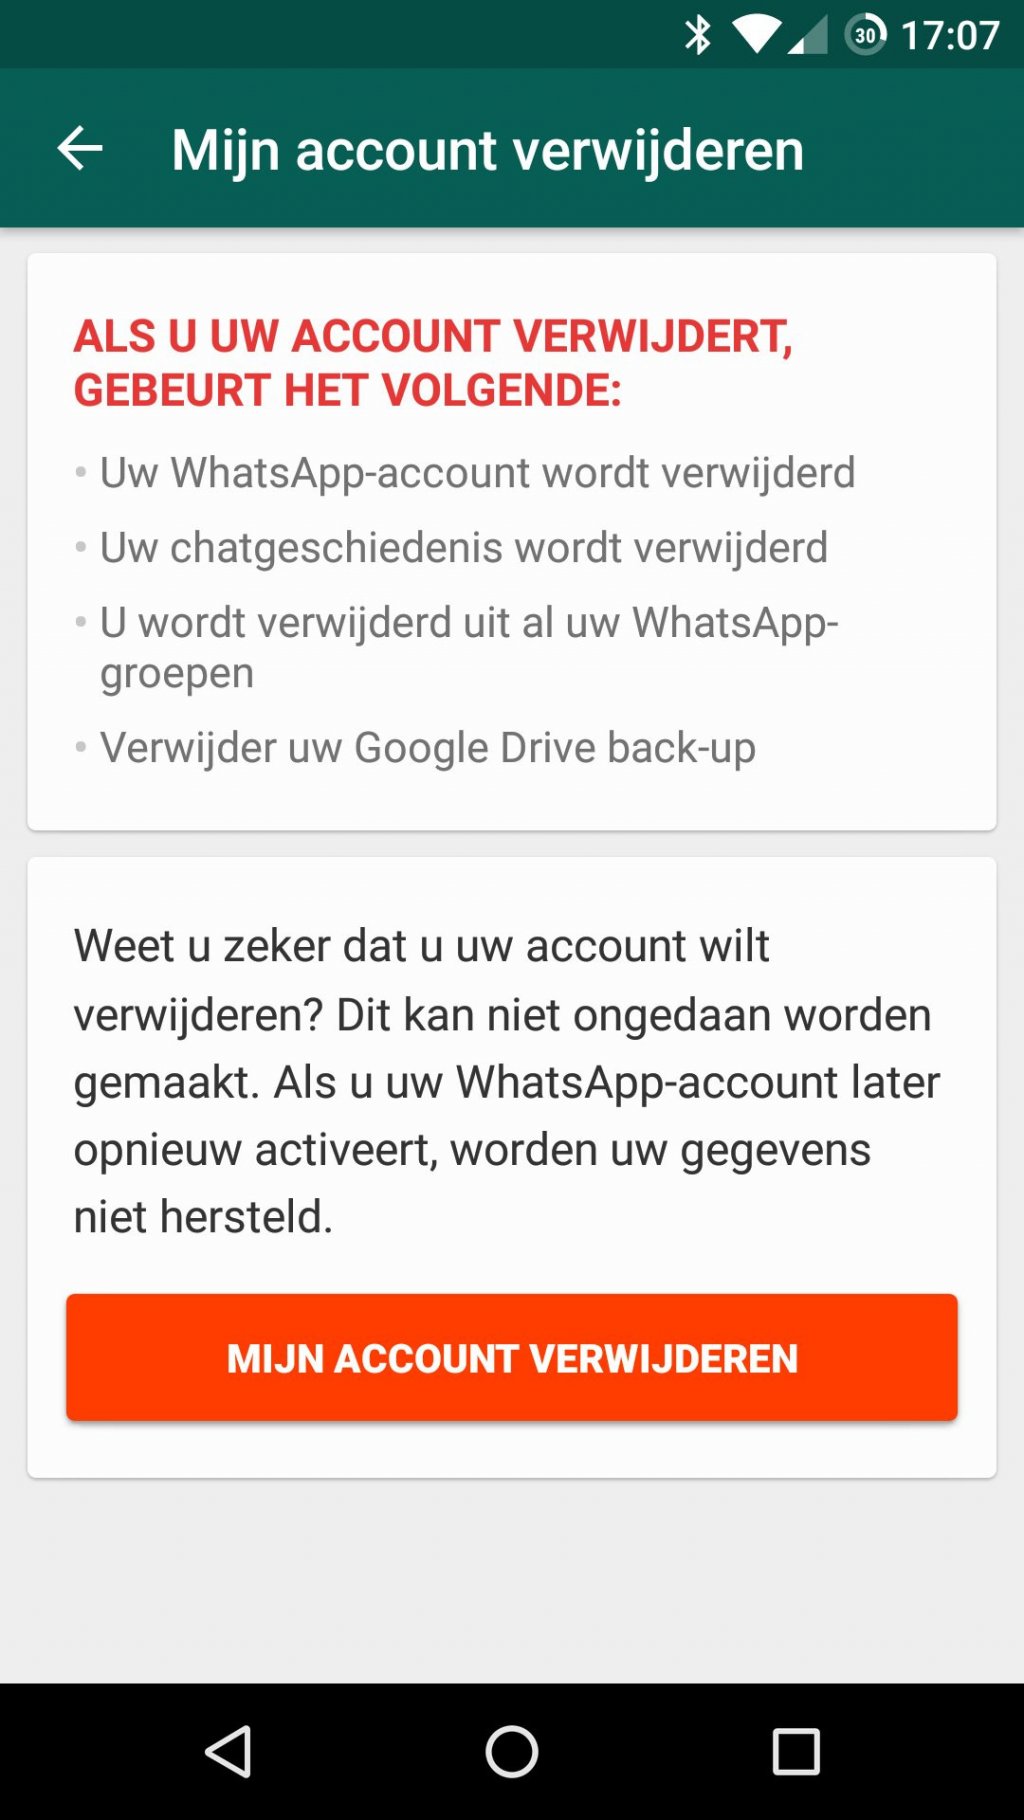 30 17:07
Mijn account verwijderen
ALS U UW ACCOUNT VERWIJDERT,
GEBEURT HET VOLGENDE:
• Uw WhatsApp-account wordt verwijderd
• Uw chatgeschiedenis wordt verwijderd
• U wordt verwijderd uit al uw WhatsApp-
groepen
• Verwijder uw Google Drive back-up
Weet u zeker dat u uw account wilt
verwijderen? Dit kan niet ongedaan worden
gemaakt. Als u uw WhatsApp-account later
opnieuw activeert, worden uw gegevens
niet hersteld.
MIJN ACCOUNT VERWIJDEREN